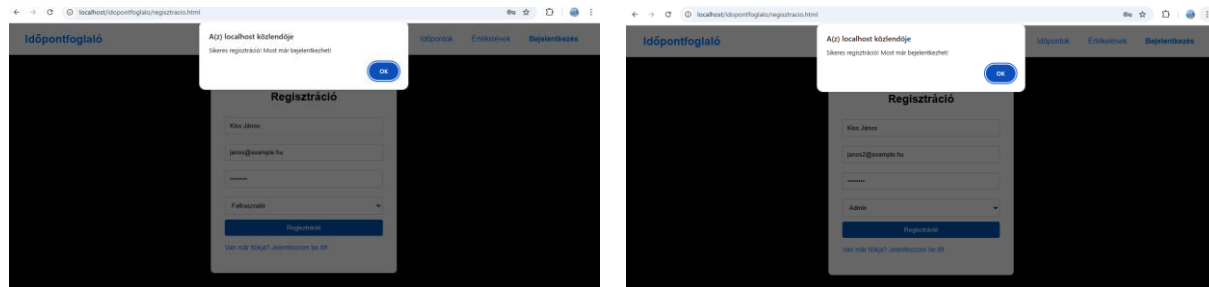 localhost/idopontfoglalo/regisztracio.html
Időpontfoglaló
A(z) localhost közlendője
Sikeres regisztráció! Most már bejelentkezhet!
OK
Időpontok Értékelések Bejelentkezés
Regisztráció
Kiss János
janos@example.hu
Felhasználó
Regisztráció
Van már fiókja? Jelentkezzen be itt!
localhost/idopontfoglalo/regisztracio.html
Időpontfoglaló
A(z) localhost közlendője
Sikeres regisztráció! Most már bejelentkezhet!
OK
Időpontok Értékelések Bejelentkezés
Regisztráció
Kiss János
janos2@example.hu
Admin
Regisztráció
Van már fiókja? Jelentkezzen be itt!